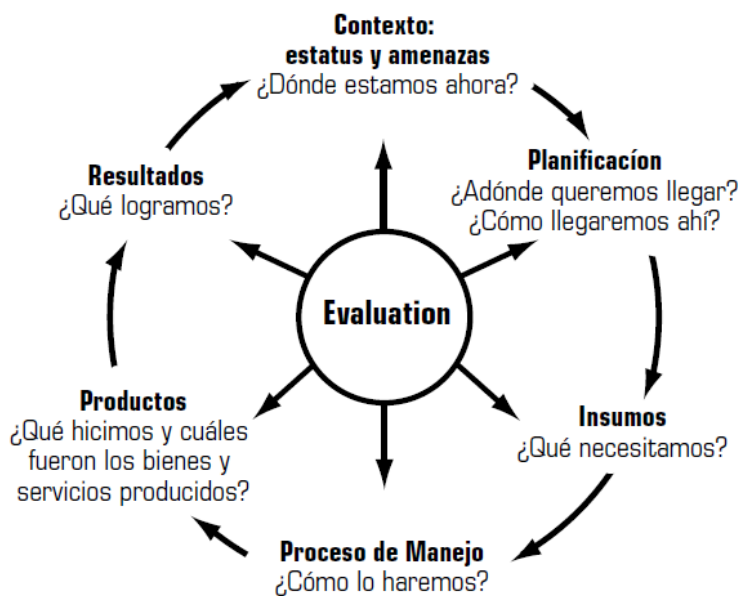 Contexto:
estatus y amenazas
¿Dónde estamos ahora?
Planificacíon
¿Adónde queremos llegar?
¿Cómo llegaremos ahí?
Insumos
¿Qué necesitamos?
Proceso de Manejo
¿Cómo lo haremos?
Productos
¿Qué hicimos y cuáles
fueron los bienes y
servicios producidos?
Resultados
¿Qué logramos?
Evaluation